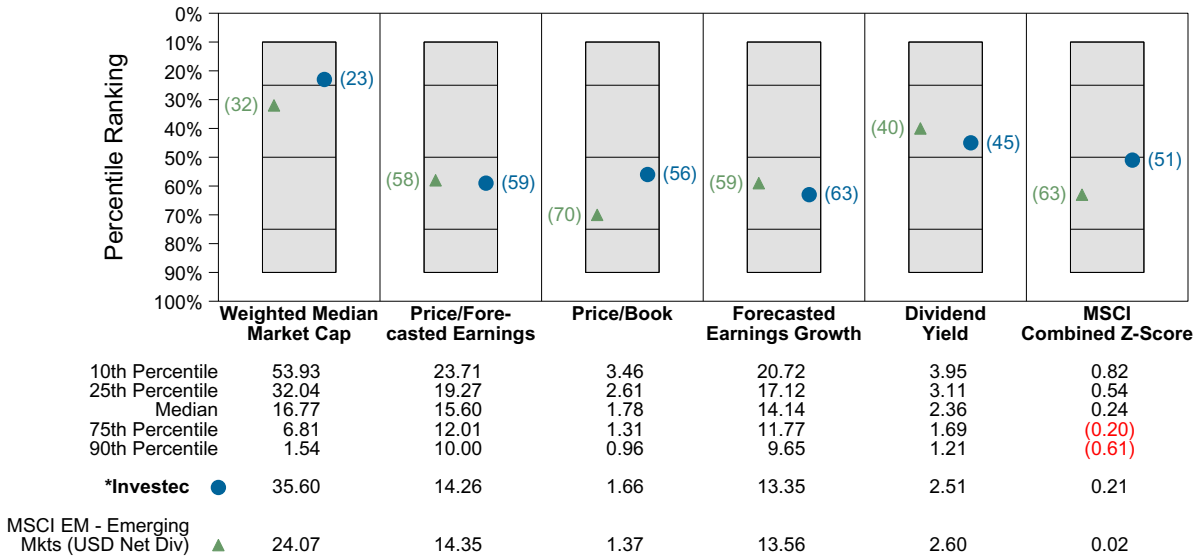 Percentile Ranking
0%
10%
20%
30%
40%
50%
60%
70%
80%
90%
100%
(32)
(23)
(58)
(59)
(70)
(56)
(59)
(63)
(40)
(45)
(63)
(51)
Weighted Median Market Cap
Price/Fore-casted Earnings
Price/Book
Forecasted Earnings Growth
Dividend Yield
MSCI Combined Z-Score
10th Percentile 53.93 23.71 3.46 20.72 3.95 0.82
25th Percentile 32.04 19.27 2.61 17.12 3.11 0.54
Median 16.77 15.60 1.78 14.14 2.36 0.24
75th Percentile 6.81 12.01 1.31 11.77 1.69 (0.20)
90th Percentile 1.54 10.00 0.96 9.65 1.21 (0.61)
*Investec 35.60 14.26 1.66 13.35 2.51 0.21
MSCI EM - Emerging
Mkts (USD Net Div) 24.07 14.35 1.37 13.56 2.60 0.02